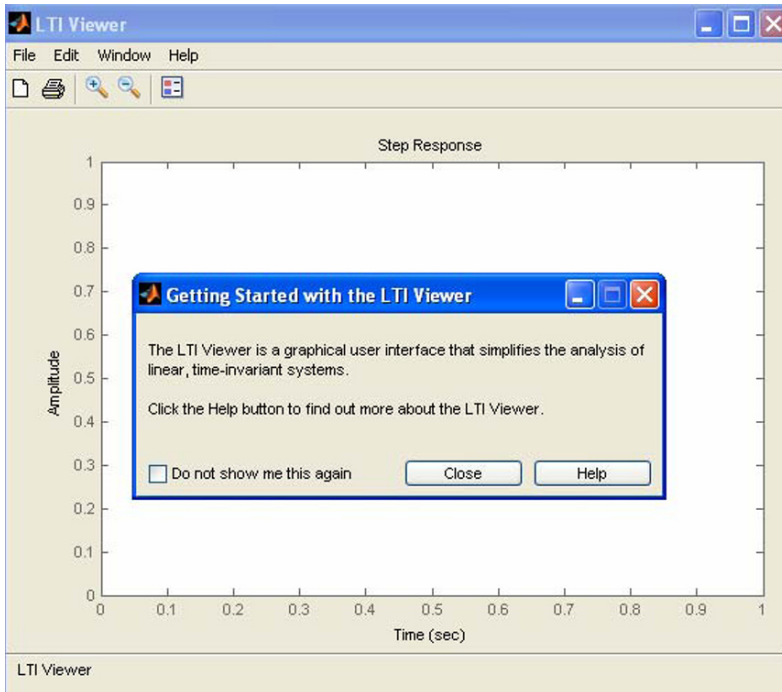 LTI Viewer
File Edit Window Help
Step Response
1
0.9
0.8
0.7
0.6
0.5
0.4
0.3
0.2
0.1
0
Amplitude
Getting Started with the LTI Viewer
The LTI Viewer is a graphical user interface that simplifies the analysis of
linear, time-invariant systems.
Click the Help button to find out more about the LTI Viewer.
Do not show me this again Close Help
0 0.1 0.2 0.3 0.4 0.5 0.6 0.7 0.8 0.9 1
Time (sec)
LTI Viewer